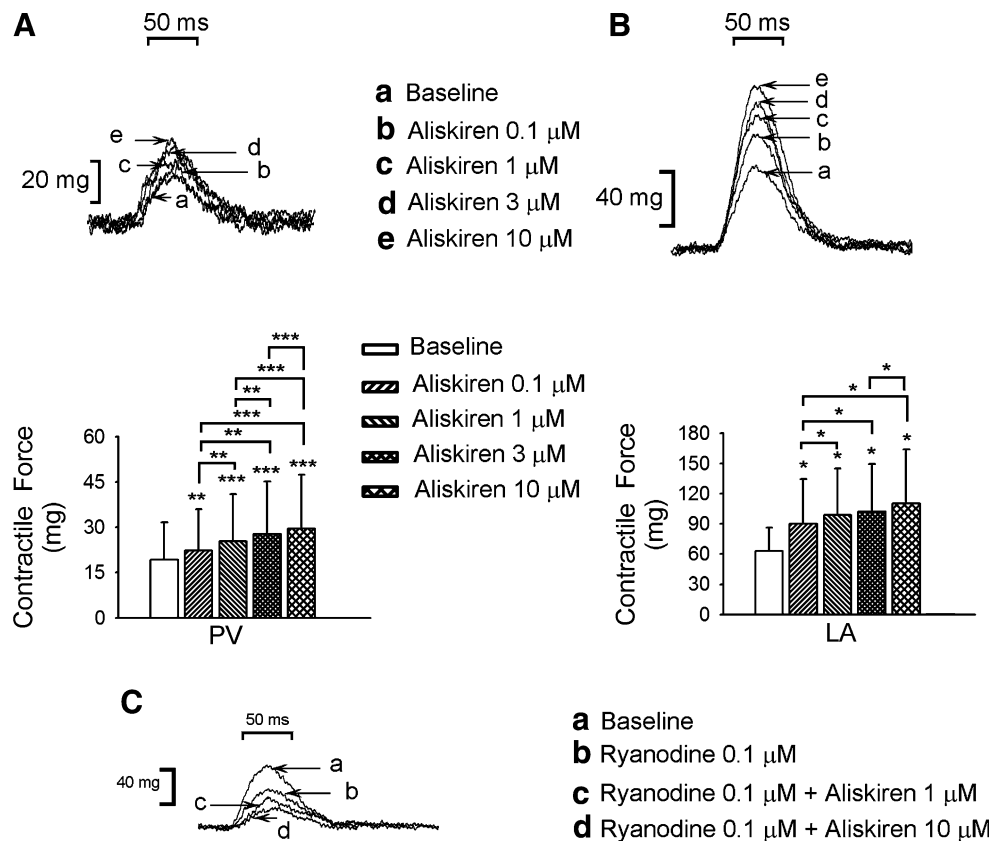 A
50 ms
e
d
c
b
a
20 mg
a Baseline
b Aliskiren 0.1 μM
c Aliskiren 1 μM
d Aliskiren 3 μM
e Aliskiren 10 μM
B
50 ms
e
d
c
b
a
40 mg
***
***
**
***
**
**
**
***
***
***
60
45
30
15
0
Contractile Force
(mg)
PV
Baseline
Aliskiren 0.1 μM
Aliskiren 1 μM
Aliskiren 3 μM
Aliskiren 10 μM
*
*
*
*
*
*
*
*
180
150
120
90
60
30
0
Contractile Force
(mg)
LA
C
50 ms
40 mg
a
b
c
d
a Baseline
b Ryanodine 0.1 μM
c Ryanodine 0.1 μM + Aliskiren 1 μM
d Ryanodine 0.1 μM + Aliskiren 10 μM